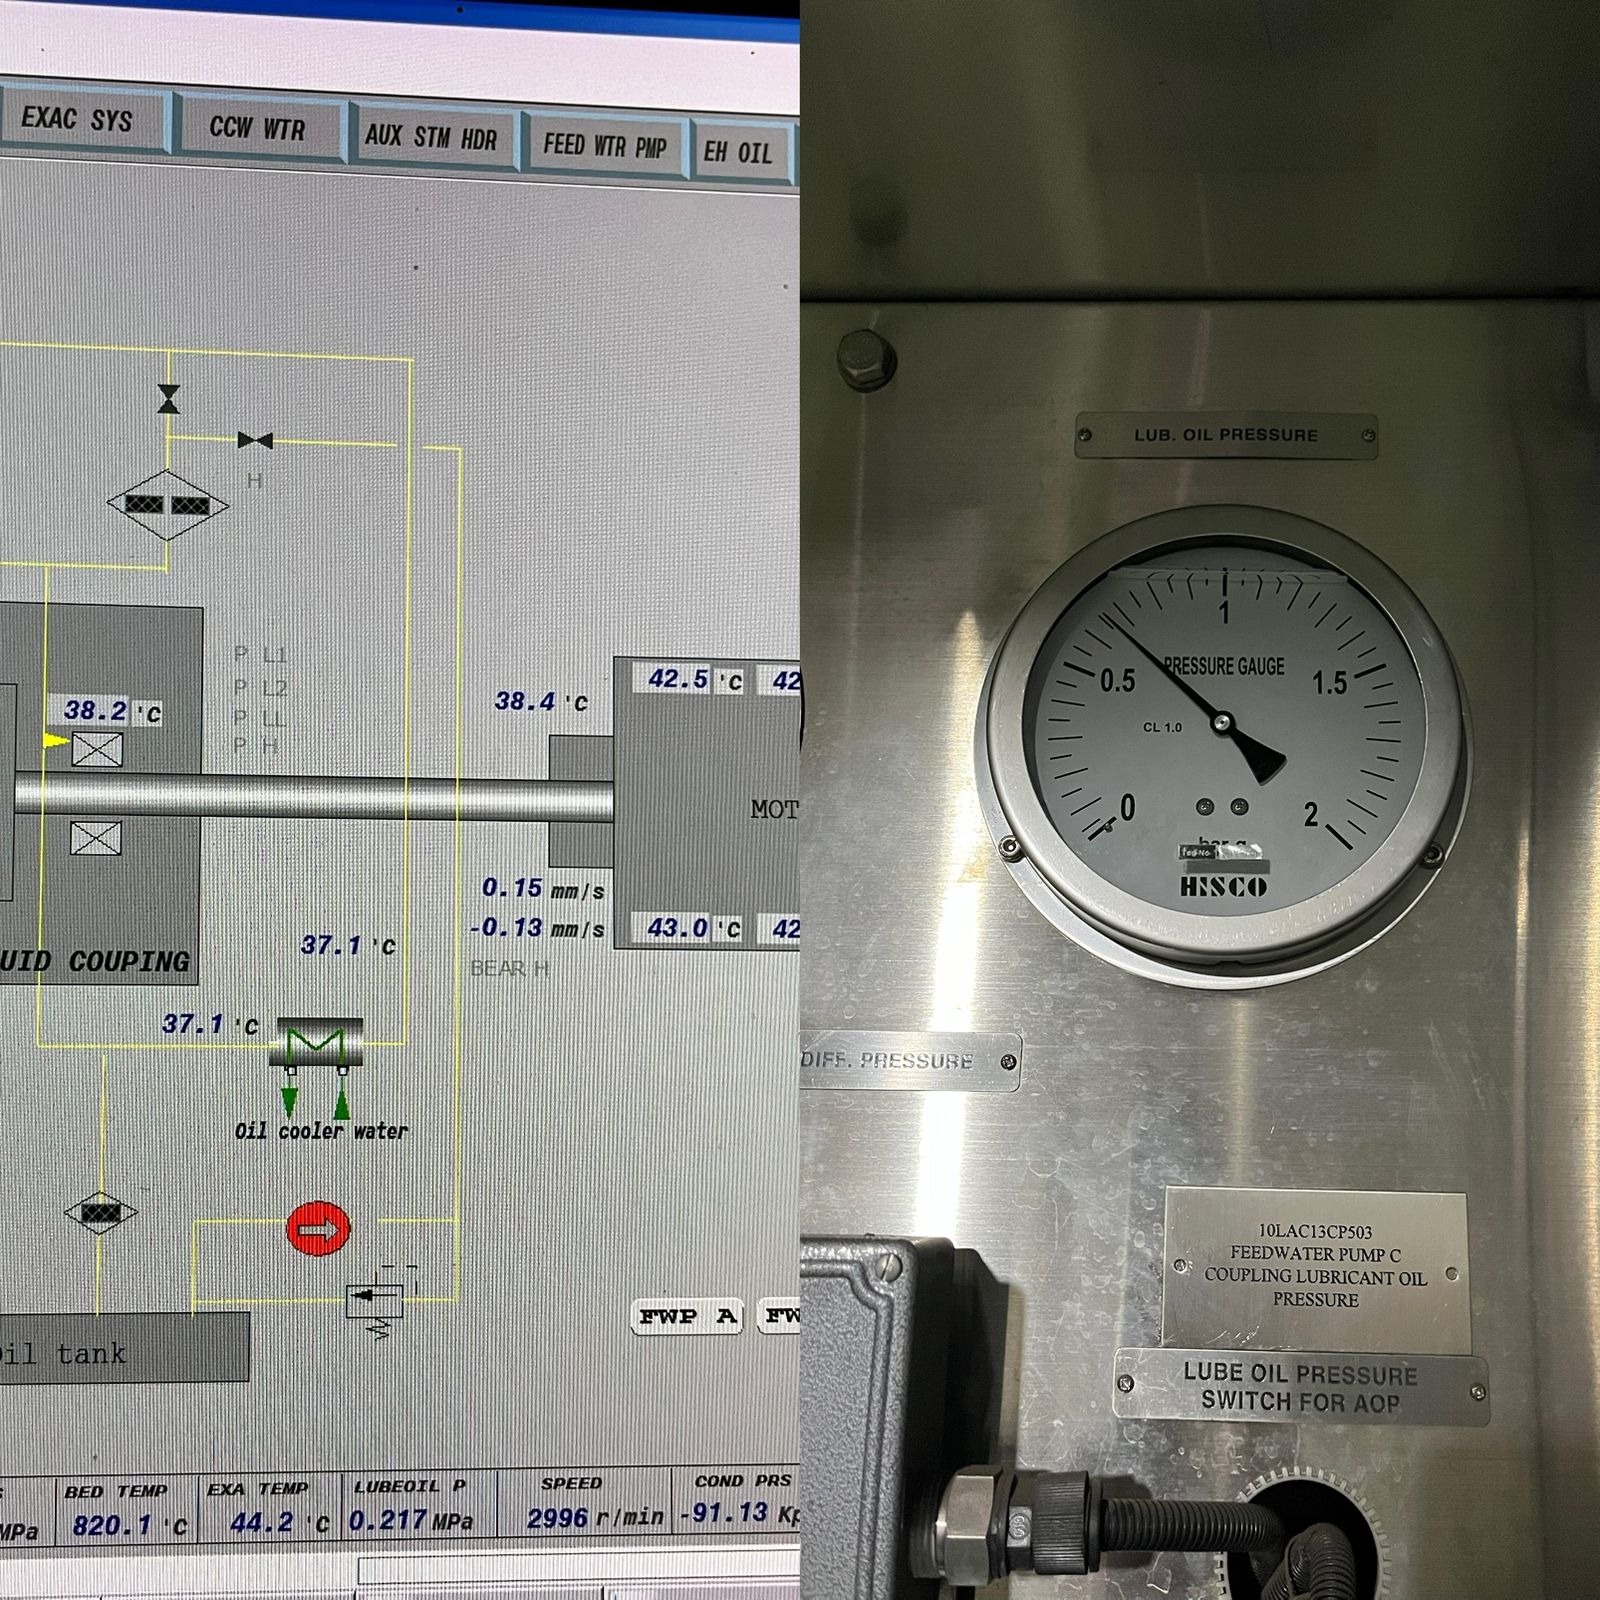 EXAC SYS
CCW WTR
AUX STM HDR
FEED WTR PMP
EH OIL
H
P L1
P L2
P LL
P H
38.2 'C
38.4 'C
42.5 'C
42
MOT
0.15 mm/s
-0.13 mm/s
43.0 'C
42
BEAR H
UID COUPING
37.1 'C
37.1 'C
Oil cooler water
FWP A
FW
Oil tank
BED TEMP
EXA TEMP
LUBEOIL P
SPEED
COND PRS
MPa
820.1 'C
44.2 'C
0.217 MPa
2996 r/min
-91.13 Kp
LUB. OIL PRESSURE
1
PRESSURE GAUGE
0.5
1.5
CL 1.0
0
2
bar g
HISCO
DIFF. PRESSURE
10LAC13CP503
FEEDWATER PUMP C
COUPLING LUBRICANT OIL
PRESSURE
LUBE OIL PRESSURE
SWITCH FOR AOP